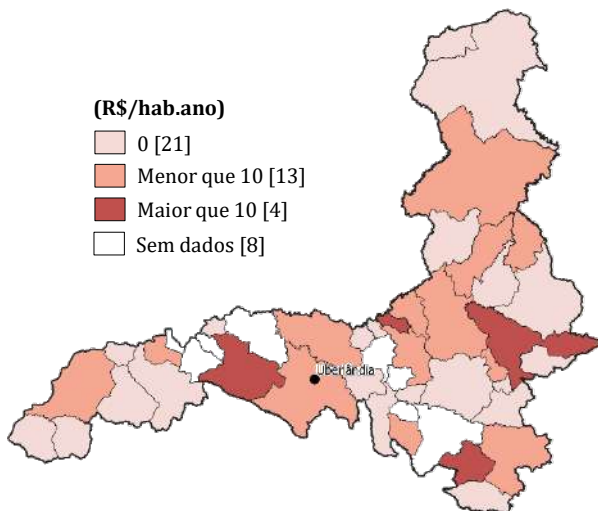 (R$/hab.ano)
0 [21]
Menor que 10 [13]
Maior que 10 [4]
Sem dados [8]
Uberlândia